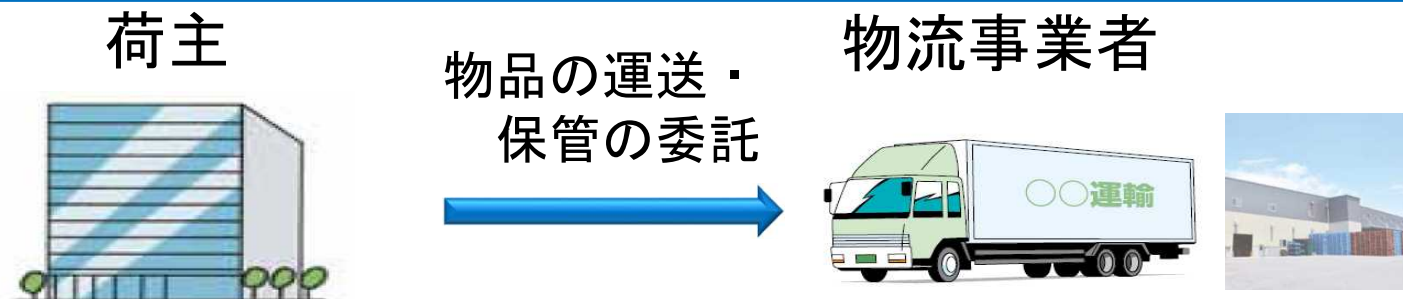 荷主
物品の運送・
保管の委託
物流事業者
○○運輸